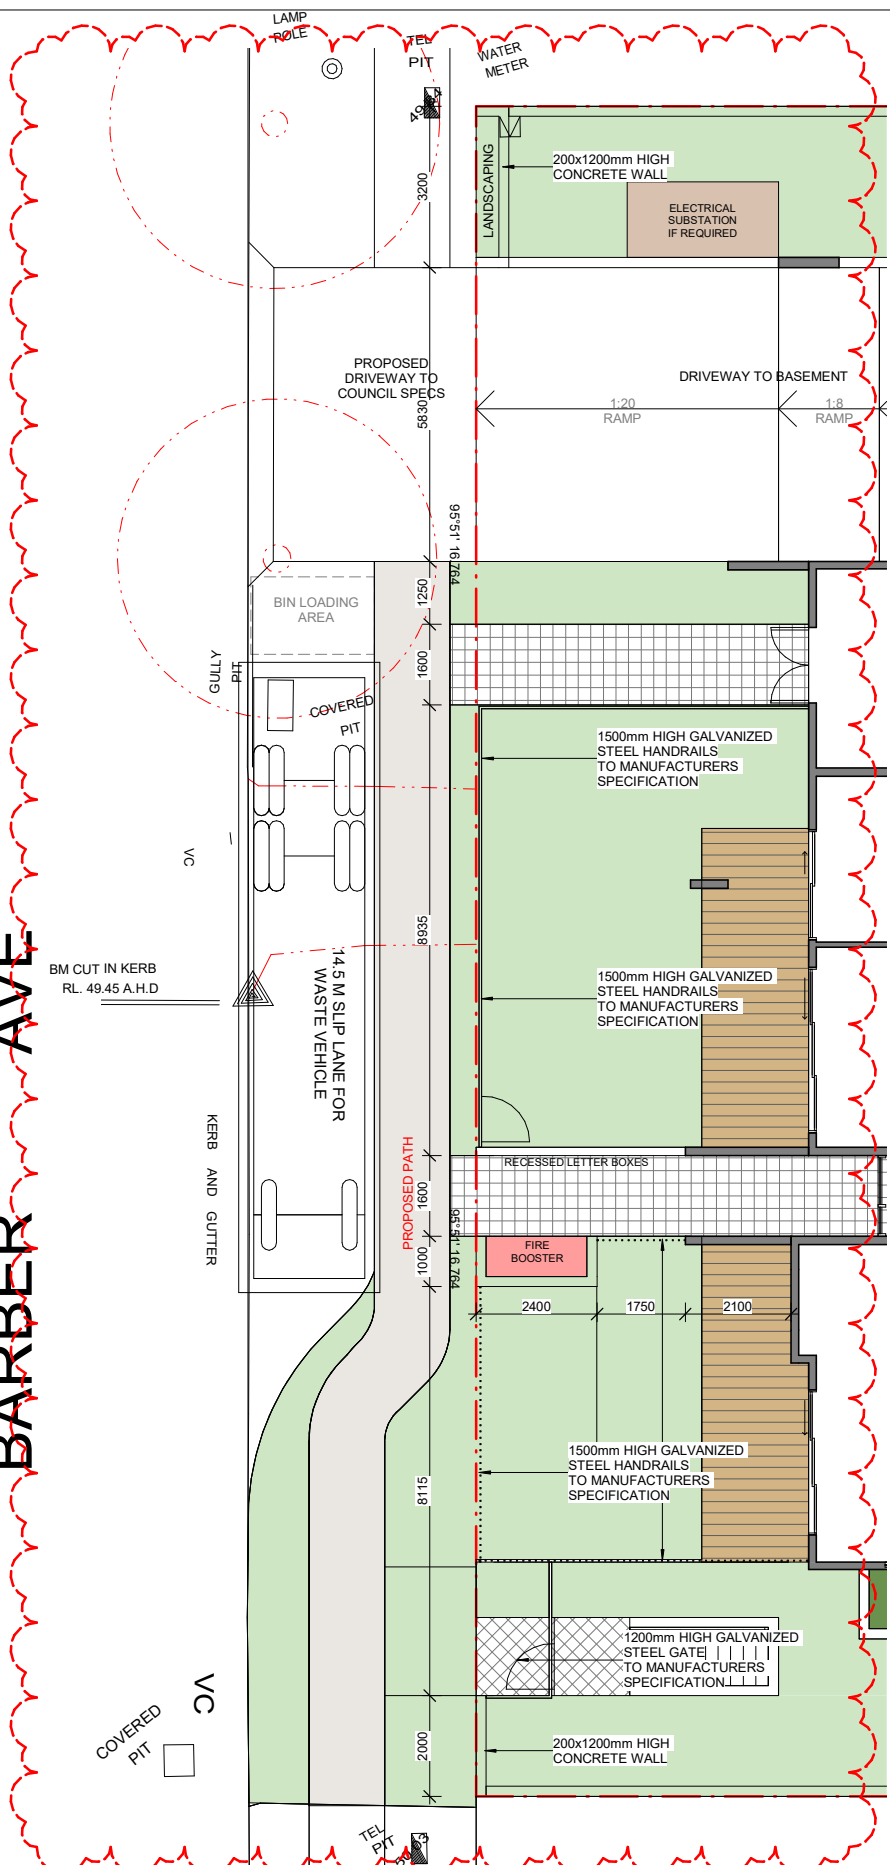 LAMP
POLE
TEL
PIT
WATER
METER
LANDSCAPING
200x1200mm HIGH
CONCRETE WALL
3200
ELECTRICAL
SUBSTATION
IF REQUIRED
PROPOSED
DRIVEWAY TO
COUNCIL SPECS
5830
DRIVEWAY TO BASEMENT
1:20
RAMP
1:8
RAMP
95°51' 16.764
BIN LOADING
AREA
1250
1600
GULLY
PIT
COVERED
PIT
1500mm HIGH GALVANIZED
STEEL HANDRAILS
TO MANUFACTURERS
SPECIFICATION
VC
8935
BM CUT IN KERB
RL. 49.45 A.H.D
14.5 M SLIP LANE FOR
WASTE VEHICLE
1500mm HIGH GALVANIZED
STEEL HANDRAILS
TO MANUFACTURERS
SPECIFICATION
BARBER AVE
KERB AND GUTTER
PROPOSED PATH
1600
RECESSED LETTER BOXES
95°51' 16.764
1000
FIRE
BOOSTER
2400
1750
2100
1500mm HIGH GALVANIZED
STEEL HANDRAILS
TO MANUFACTURERS
SPECIFICATION
8115
1200mm HIGH GALVANIZED
STEEL GATE
TO MANUFACTURERS
SPECIFICATION
VC
COVERED
PIT
2000
200x1200mm HIGH
CONCRETE WALL
TEL
PIT